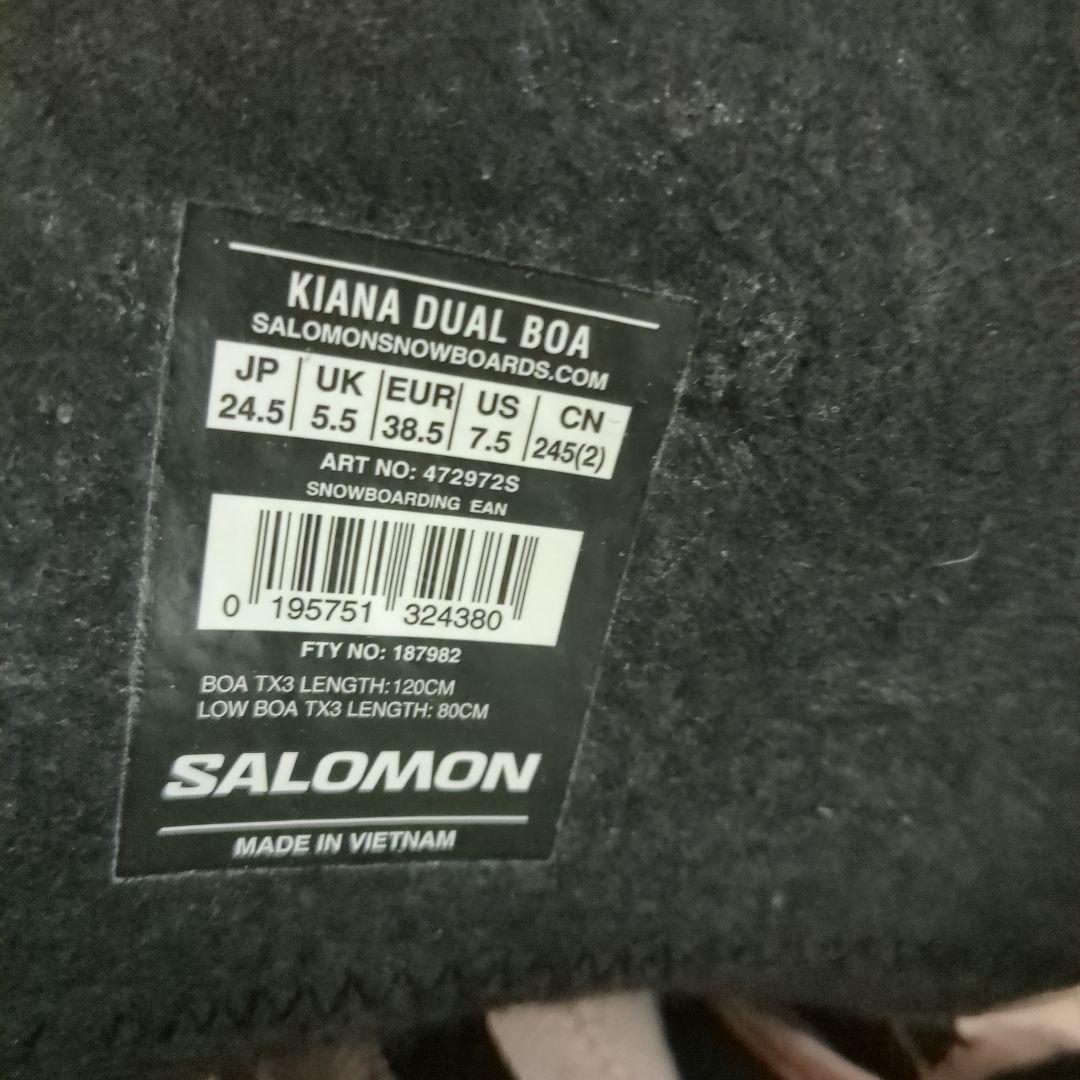 KIANA DUAL BOA
SALOMONSNOWBOARDS.COM
JP UK EUR US CN
24.5 5.5 38.5 7.5 245(2)
ART NO: 472972S
SNOWBOARDING EAN
0 195751 324380
FTY NO: 187982
BOA TX3 LENGTH:120CM
LOW BOA TX3 LENGTH: 80CM
SALOMON
MADE IN VIETNAM